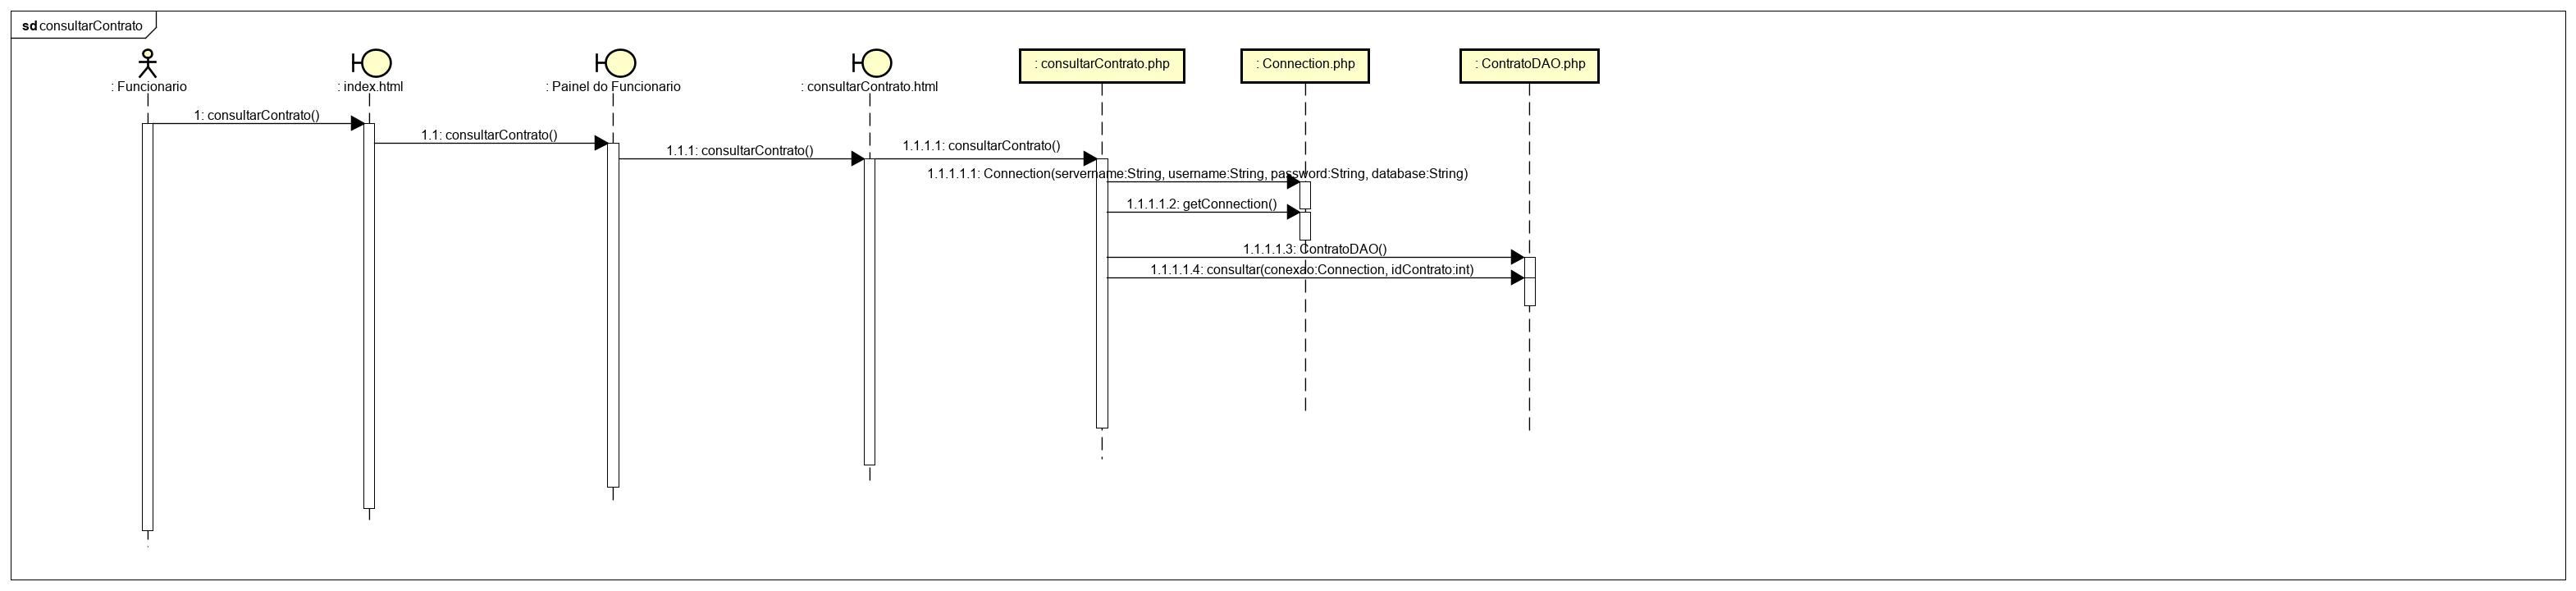 sd consultarContrato
: Funcionario
: index.html
: Painel do Funcionario
: consultarContrato.html
: consultarContrato.php
: Connection.php
: ContratoDAO.php
1: consultarContrato()
1.1: consultarContrato()
1.1.1: consultarContrato()
1.1.1.1: consultarContrato()
1.1.1.1.1: Connection(servername:String, username:String, password:String, database:String)
1.1.1.1.2: getConnection()
1.1.1.1.3: ContratoDAO()
1.1.1.1.4: consultar(conexao:Connection, idContrato:int)